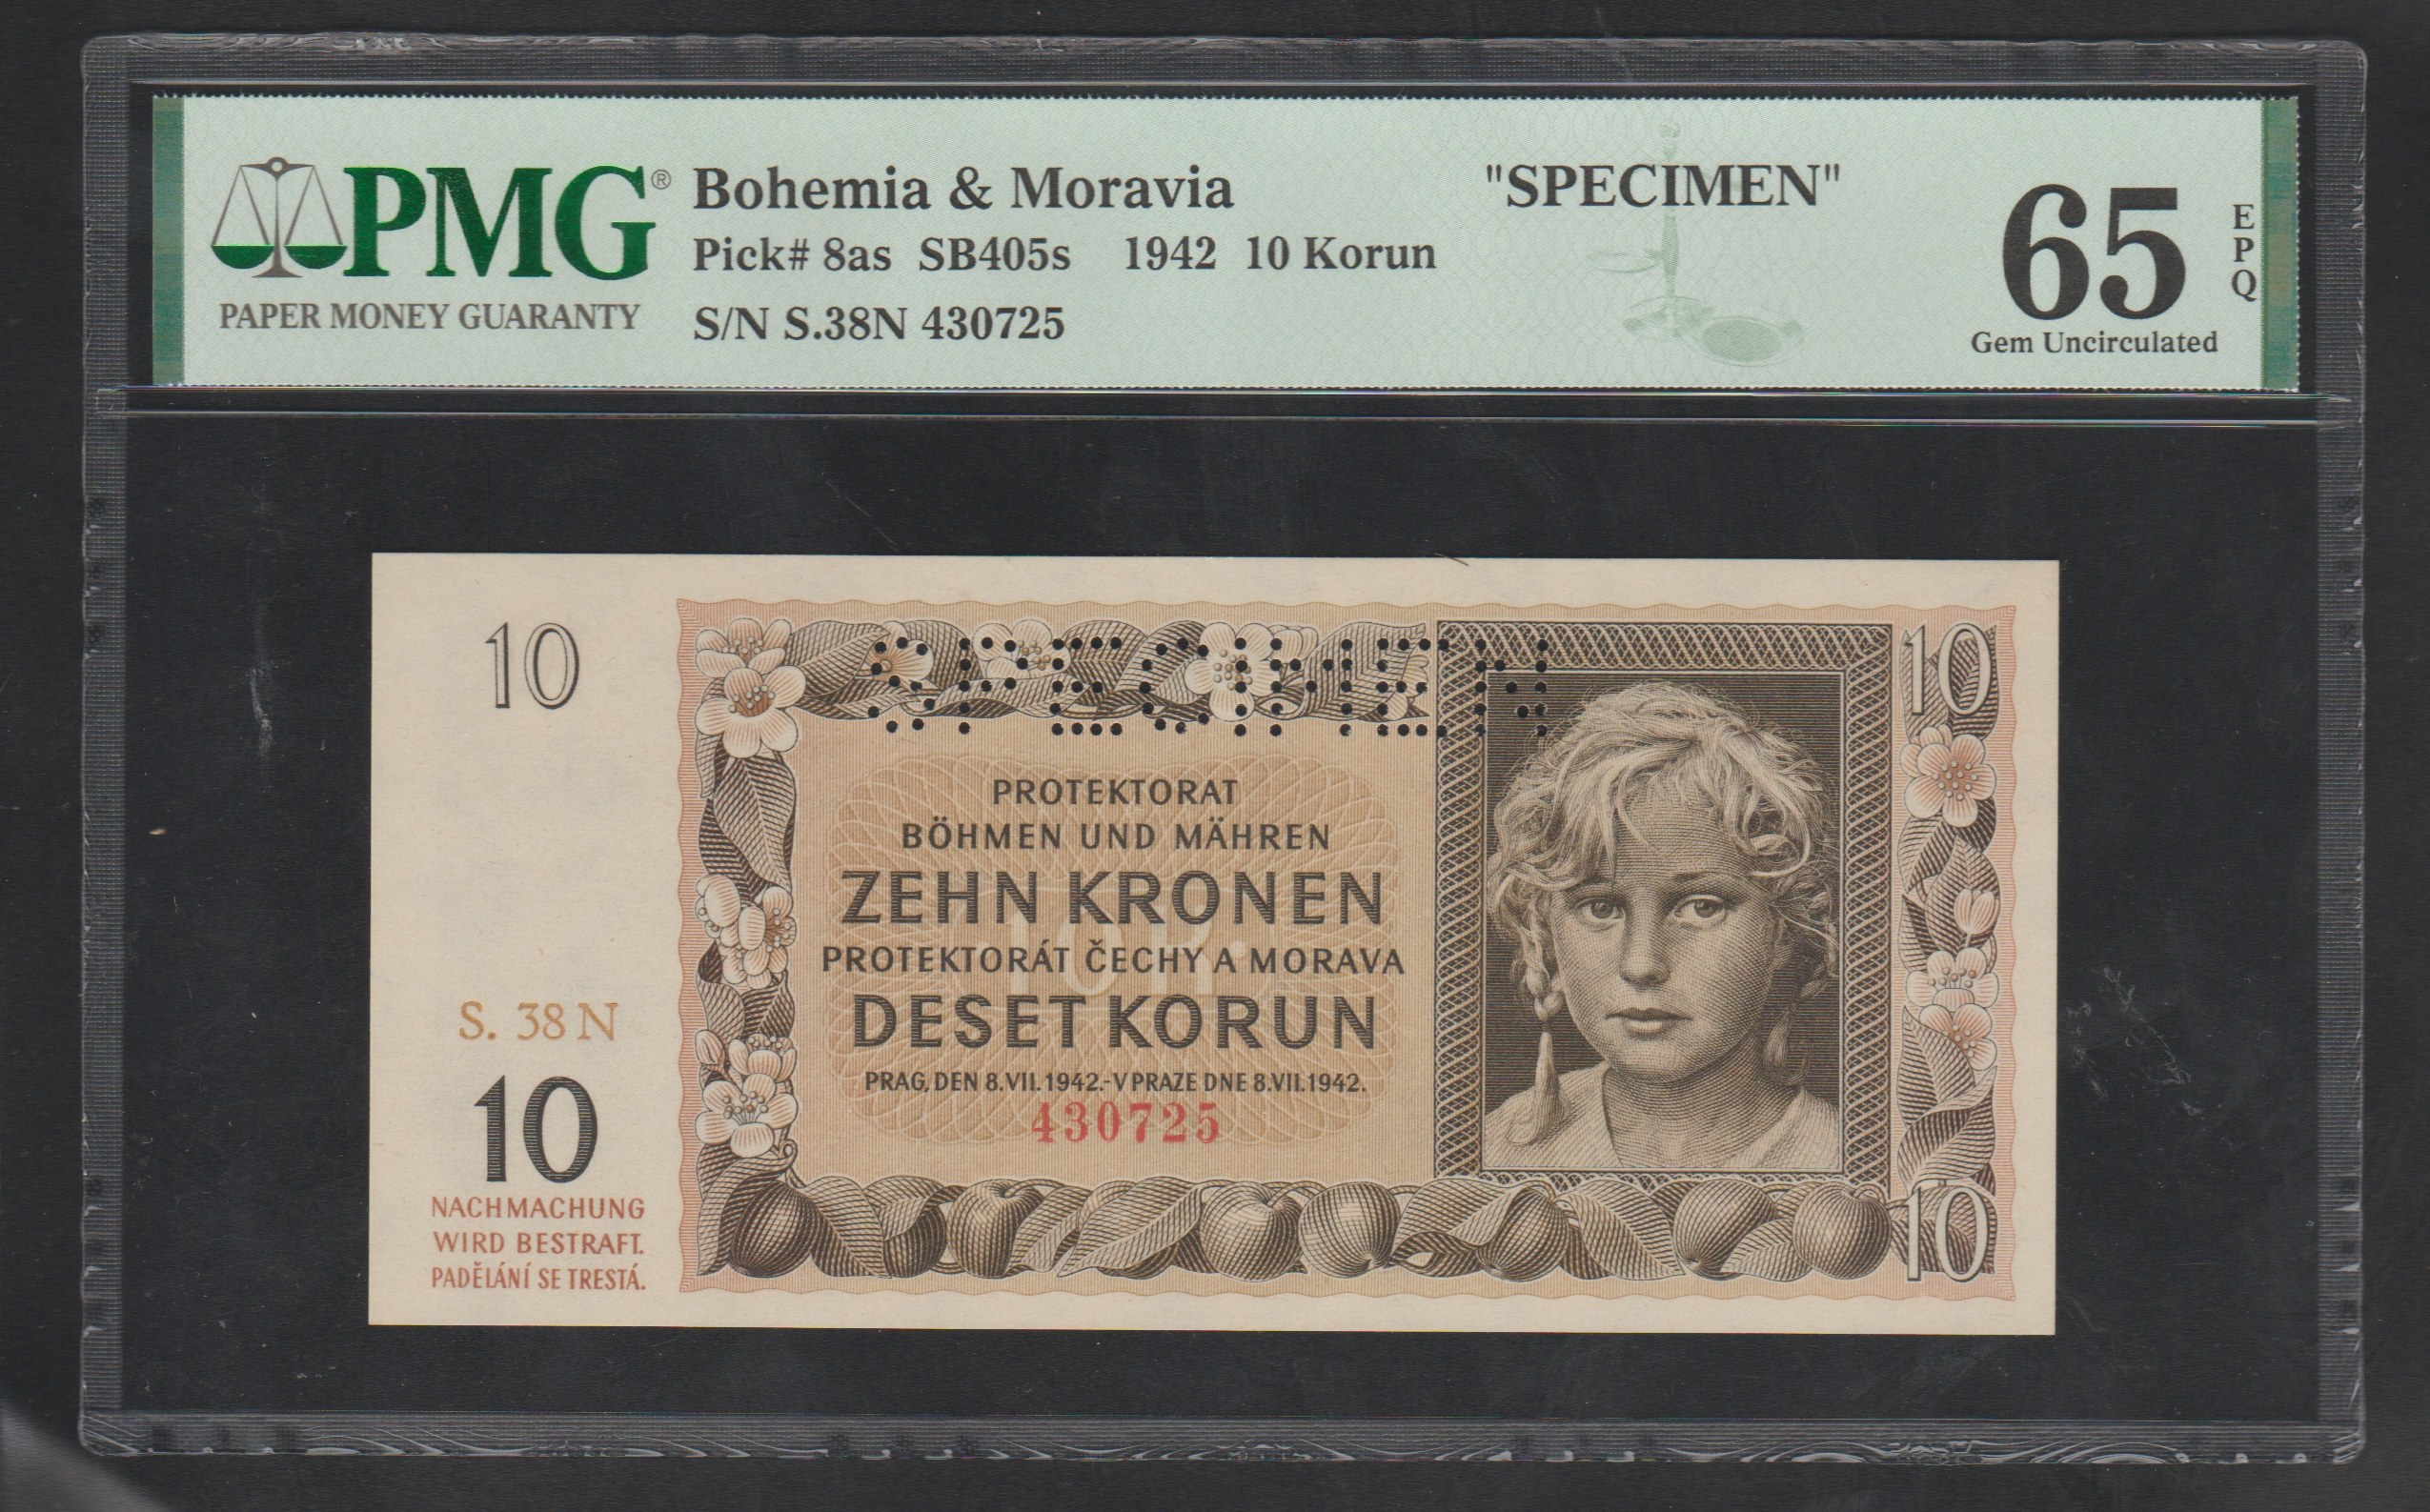 PMG®
PAPER MONEY GUARANTY
Bohemia & Moravia
Pick# 8as SB405s 1942 10 Korun
S/N S.38N 430725
"SPECIMEN"
65
EPQ
Gem Uncirculated
10
SPECIMEN
10
PROTEKTORAT
BÖHMEN UND MÄHREN
ZEHN KRONEN
PROTEKTORÁT ČECHY A MORAVA
DESET KORUN
PRAG, DEN 8.VII.1942.-V PRAZE DNE 8.VII.1942.
430725
S. 38 N
10
NACHMACHUNG
WIRD BESTRAFT.
PADĚLÁNÍ SE TRESTÁ.
10